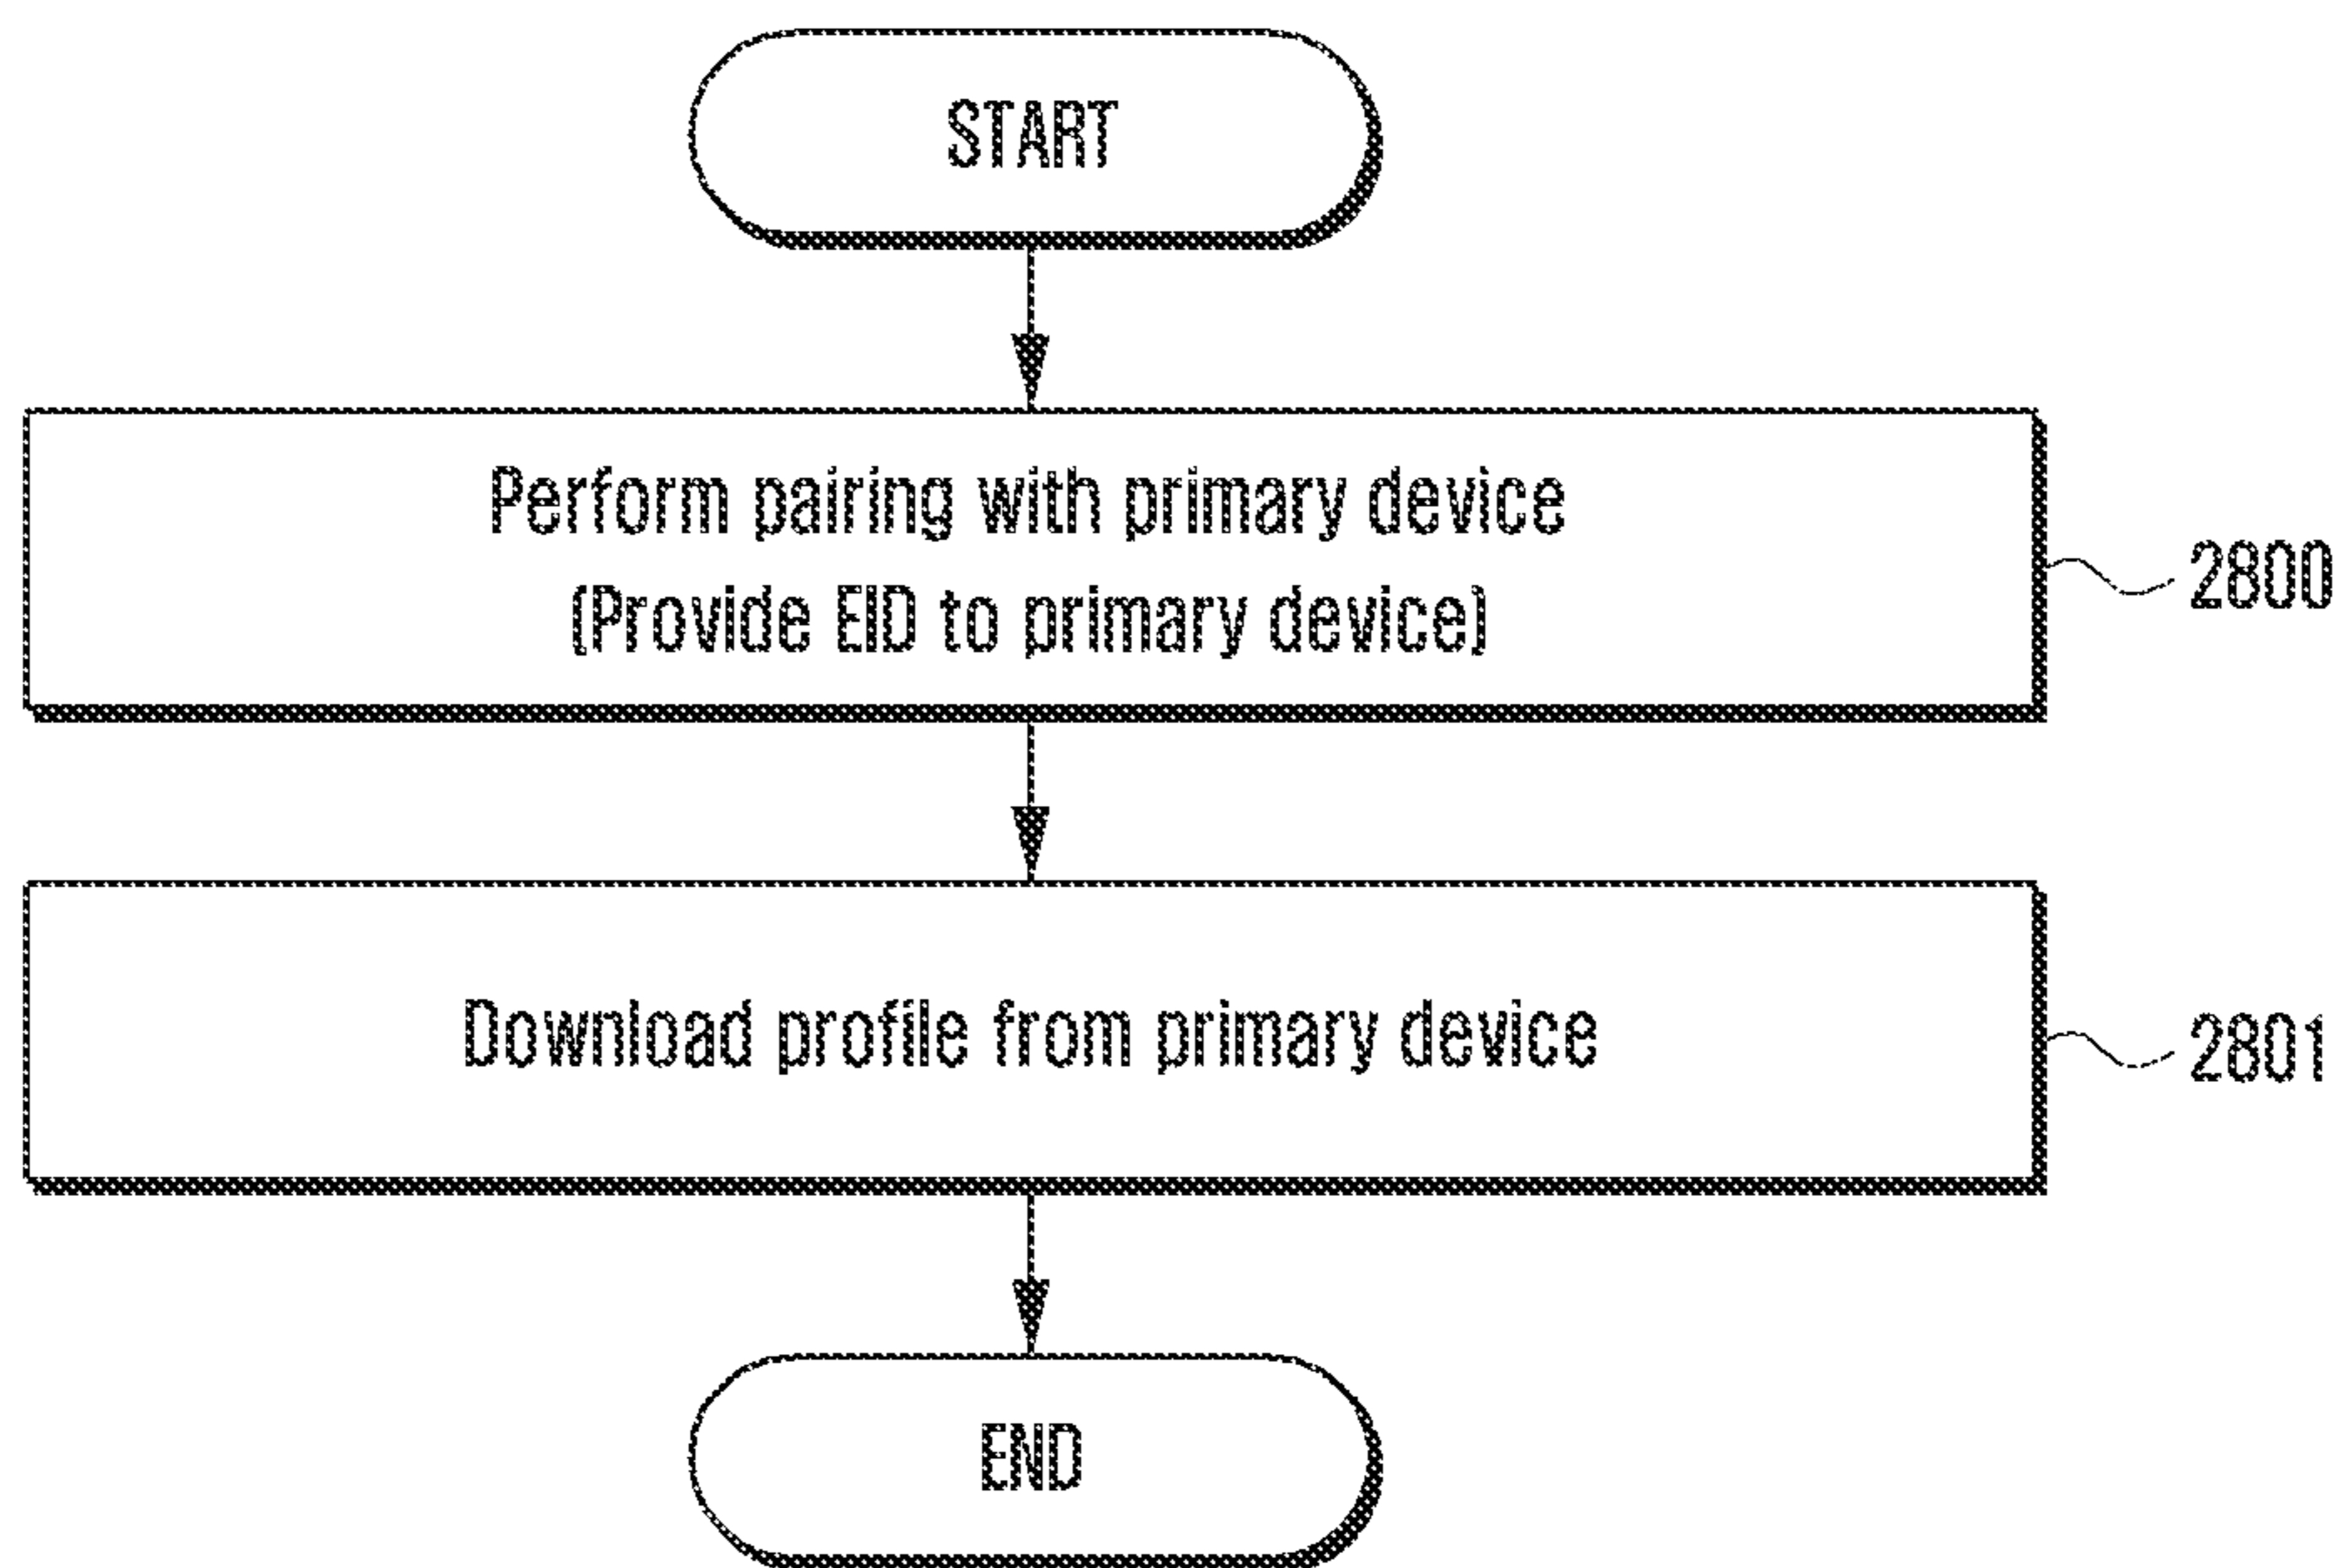 START
Perform pairing with primary device
(Provide EID to primary device)
2800
Download profile from primary device
2801
END